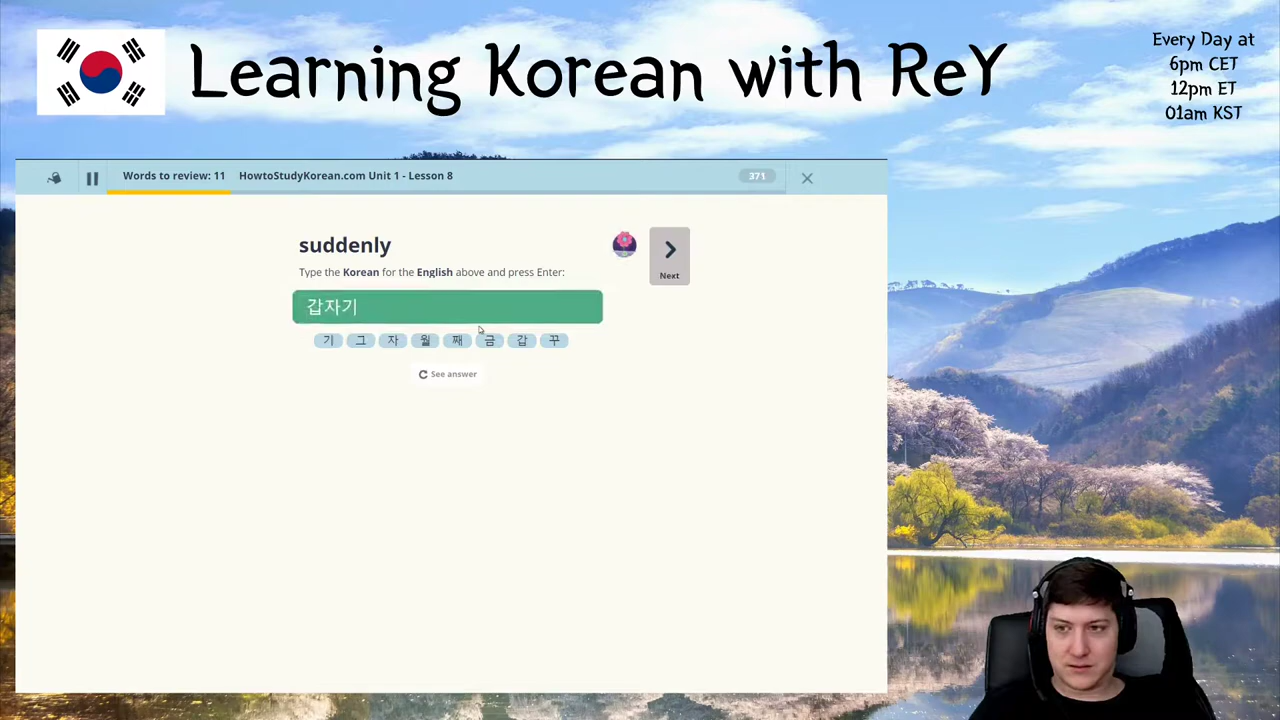 Learning Korean with ReY
Every Day at
6pm CET
12pm ET
01am KST
Words to review: 11 HowtoStudyKorean.com Unit 1 - Lesson 8 371
suddenly
Type the Korean for the English above and press Enter:
갑자기
Next
기 그 자 월 째 금 갑 꾸
See answer